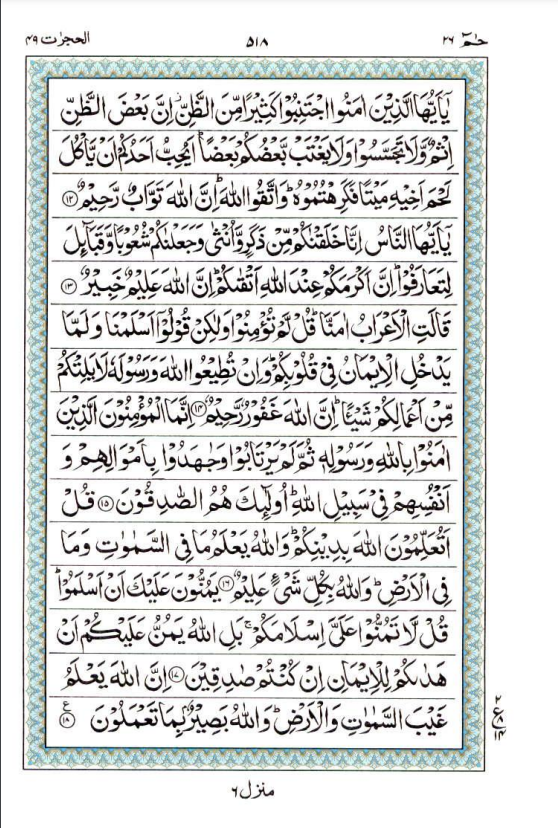 حٰمٓ ٢٦ ٥١٨ الحجرٰت ٤٩
يٰۤاَيُّهَا الَّذِيْنَ اٰمَنُوا اجْتَنِبُوْا كَثِيْرًا مِّنَ الظَّنِّ ۫ اِنَّ بَعْضَ الظَّنِّ
اِثْمٌ وَّلَا تَجَسَّسُوْا وَلَا يَغْتَبْ بَّعْضُكُمْ بَعْضًا ؕ اَيُحِبُّ اَحَدُكُمْ اَنْ يَّاْكُلَ
لَحْمَ اَخِيْهِ مَيْتًا فَكَرِهْتُمُوْهُ ؕ وَاتَّقُوا اللّٰهَ ؕ اِنَّ اللّٰهَ تَوَّابٌ رَّحِيْمٌ ۝١٢
يٰۤاَيُّهَا النَّاسُ اِنَّا خَلَقْنٰكُمْ مِّنْ ذَكَرٍ وَّاُنْثٰى وَجَعَلْنٰكُمْ شُعُوْبًا وَّقَبَآئِلَ
لِتَعَارَفُوْا ؕ اِنَّ اَكْرَمَكُمْ عِنْدَ اللّٰهِ اَتْقٰىكُمْ ؕ اِنَّ اللّٰهَ عَلِيْمٌ خَبِيْرٌ ۝١٣
قَالَتِ الْاَعْرَابُ اٰمَنَّا ؕ قُلْ لَّمْ تُؤْمِنُوْا وَلٰكِنْ قُوْلُوْۤا اَسْلَمْنَا وَلَمَّا
يَدْخُلِ الْاِيْمَانُ فِيْ قُلُوْبِكُمْ ؕ وَاِنْ تُطِيْعُوا اللّٰهَ وَرَسُوْلَهٗ لَا يَلِتْكُمْ
مِّنْ اَعْمَالِكُمْ شَيْـًٔا ؕ اِنَّ اللّٰهَ غَفُوْرٌ رَّحِيْمٌ ۝١٤ اِنَّمَا الْمُؤْمِنُوْنَ الَّذِيْنَ
اٰمَنُوْا بِاللّٰهِ وَرَسُوْلِهٖ ثُمَّ لَمْ يَرْتَابُوْا وَجٰهَدُوْا بِاَمْوَالِهِمْ وَ
اَنْفُسِهِمْ فِيْ سَبِيْلِ اللّٰهِ ؕ اُولٰٓئِكَ هُمُ الصّٰدِقُوْنَ ۝١٥ قُلْ
اَتُعَلِّمُوْنَ اللّٰهَ بِدِيْنِكُمْ ؕ وَاللّٰهُ يَعْلَمُ مَا فِي السَّمٰوٰتِ وَمَا
فِي الْاَرْضِ ؕ وَاللّٰهُ بِكُلِّ شَيْءٍ عَلِيْمٌ ۝١٦ يَمُنُّوْنَ عَلَيْكَ اَنْ اَسْلَمُوْا ؕ
قُلْ لَّا تَمُنُّوْا عَلَيَّ اِسْلَامَكُمْ ۚ بَلِ اللّٰهُ يَمُنُّ عَلَيْكُمْ اَنْ
هَدٰىكُمْ لِلْاِيْمَانِ اِنْ كُنْتُمْ صٰدِقِيْنَ ۝١٧ اِنَّ اللّٰهَ يَعْلَمُ
غَيْبَ السَّمٰوٰتِ وَالْاَرْضِ ؕ وَاللّٰهُ بَصِيْرٌۢ بِمَا تَعْمَلُوْنَ ۝١٨
٢
ع ٨
١٤
منزل ٦